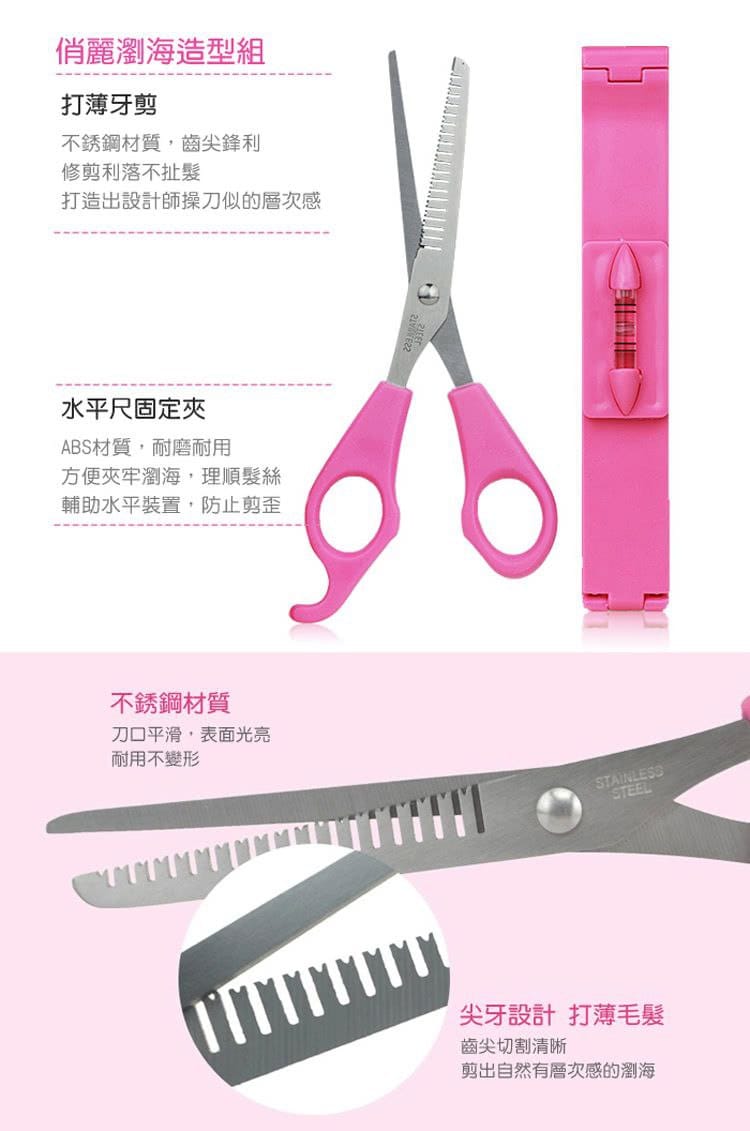 俏麗瀏海造型組
打薄牙剪
不銹鋼材質，齒尖鋒利
修剪利落不扯髮
打造出設計師操刀似的層次感
STAINLESS
STEEL
水平尺固定夾
ABS材質，耐磨耐用
方便夾牢瀏海，理順髮絲
輔助水平裝置，防止剪歪
不銹鋼材質
刀口平滑，表面光亮
耐用不變形
STAINLESS
STEEL
尖牙設計 打薄毛髮
齒尖切割清晰
剪出自然有層次感的瀏海